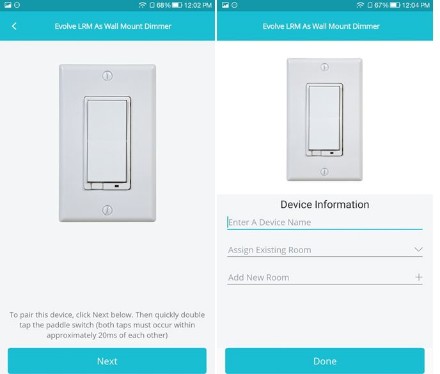 68% 12:02 PM
Evolve LRM As Wall Mount Dimmer
To pair this device, click Next below. Then quickly double
tap the paddle switch (both taps must occur within
approximately 20ms of each other)
Next
67% 12:04 PM
Evolve LRM As Wall Mount Dimmer
Device Information
Enter A Device Name
Assign Existing Room
Add New Room
Done